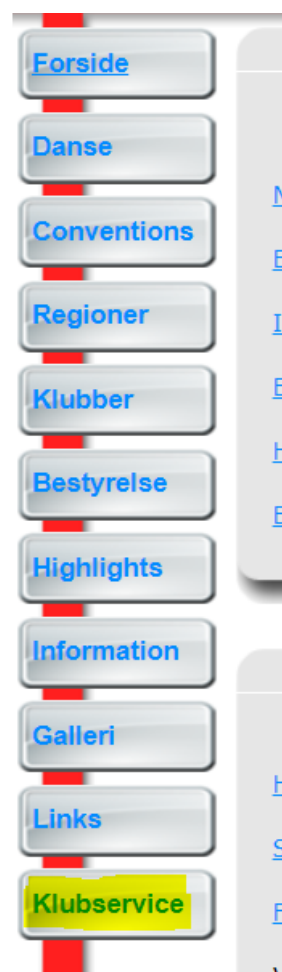 Forside
Danse
Conventions
Regioner
Klubber
Bestyrelse
Highlights
Information
Galleri
Links
Klubservice